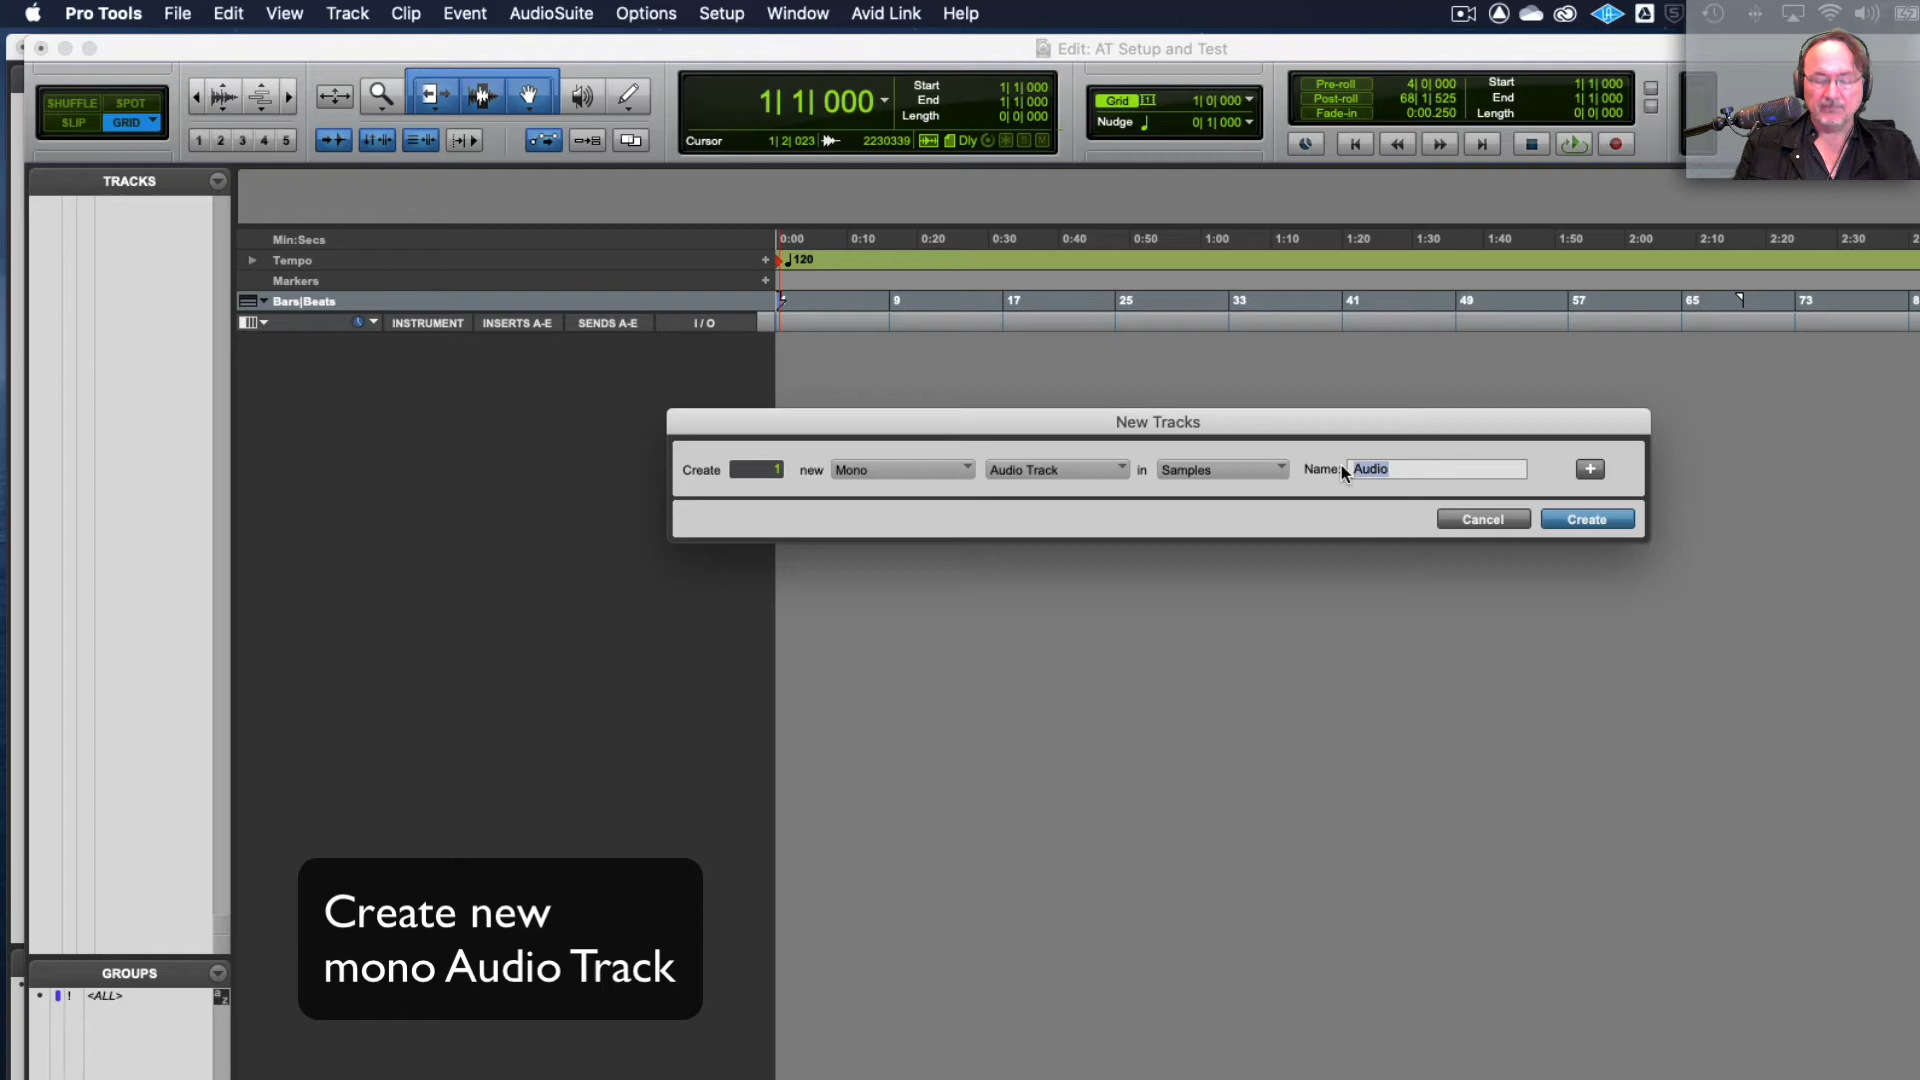 Pro Tools File Edit View Track Clip Event AudioSuite Options Setup Window Avid Link Help
Edit: AT Setup and Test
SHUFFLE SPOT
SLIP GRID
1 2 3 4 5
1| 1| 000
Start 1| 1| 000
End 1| 1| 000
Length 0| 0| 000
Cursor 1| 2| 023 2230339 Dly
Grid 1| 0| 000
Nudge 0| 1| 000
Pre-roll 4| 0| 000
Post-roll 68| 1| 525
Fade-in 0:00.250
Start 1| 1| 000
End 1| 1| 000
Length 0| 0| 000
TRACKS
Min:Secs 0:00 0:10 0:20 0:30 0:40 0:50 1:00 1:10 1:20 1:30 1:40 1:50 2:00 2:10 2:20 2:30 2
Tempo + 120
Markers +
Bars|Beats 9 17 25 33 41 49 57 65 73 8
INSTRUMENT INSERTS A-E SENDS A-E I / O
New Tracks
Create 1 new Mono Audio Track in Samples Name: Audio +
Cancel Create
Create new
mono Audio Track
GROUPS
! <ALL> a z